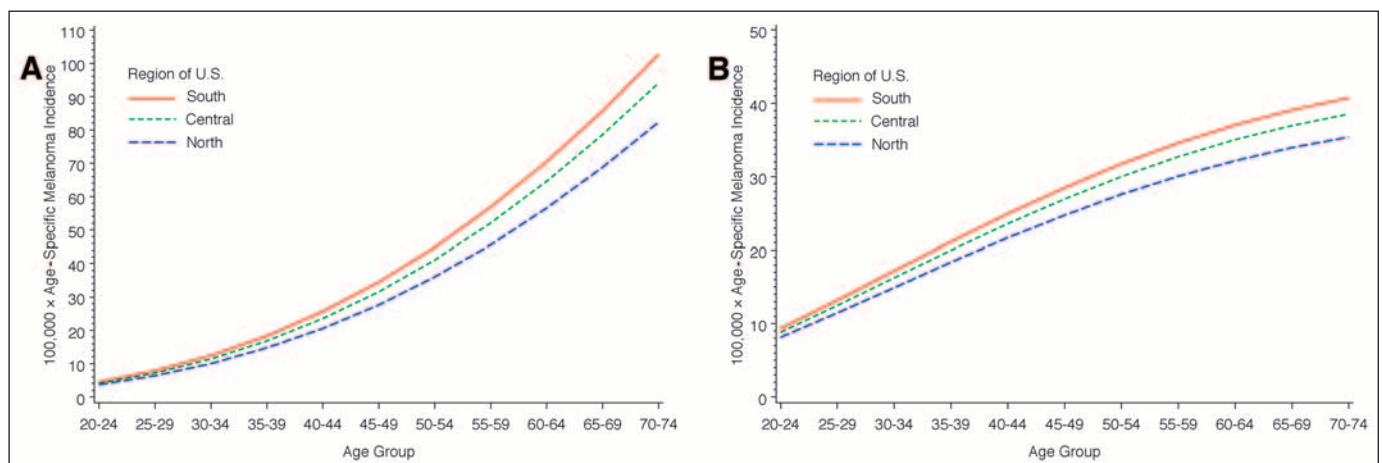 A
100,000 × Age-Specific Melanoma Incidence
110
100
90
80
70
60
50
40
30
20
10
0
Region of U.S.
South
Central
North
20-24 25-29 30-34 35-39 40-44 45-49 50-54 55-59 60-64 65-69 70-74
Age Group
B
100,000 × Age-Specific Melanoma Incidence
50
40
30
20
10
0
Region of U.S.
South
Central
North
20-24 25-29 30-34 35-39 40-44 45-49 50-54 55-59 60-64 65-69 70-74
Age Group